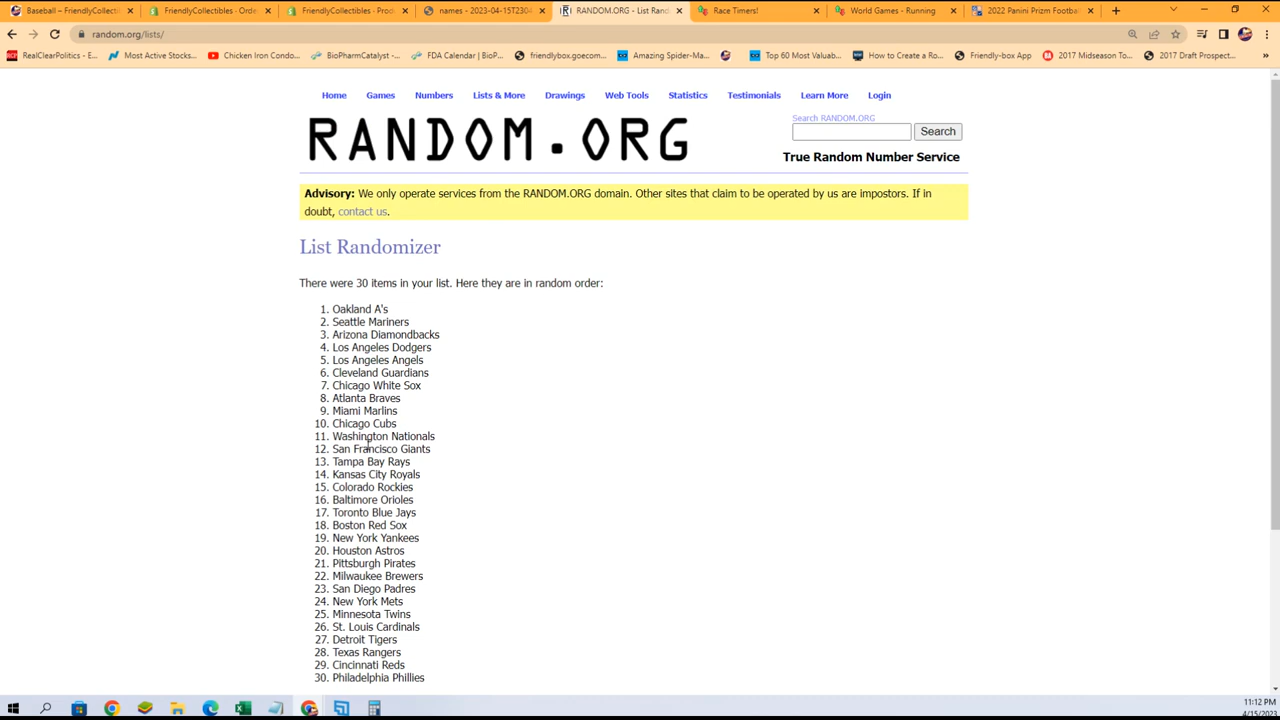 Baseball – FriendlyCollecti
FriendlyCollectibles · Orde
FriendlyCollectibles · Prod
names - 2023-04-15T2304
RANDOM.ORG - List Rand
Race Timers!
World Games - Running
2022 Panini Prizm Footbal
random.org/lists/
RealClearPolitics - E...
Most Active Stocks...
Chicken Iron Condo...
BioPharmCatalyst -...
FDA Calendar | BioP...
friendlybox.goecom...
Amazing Spider-Ma...
Top 60 Most Valuab...
How to Create a Ro...
Friendly-box App
2017 Midseason To...
2017 Draft Prospect...
Home Games Numbers Lists & More Drawings Web Tools Statistics Testimonials Learn More Login
RANDOM.ORG
Search RANDOM.ORG
Search
True Random Number Service
Advisory: We only operate services from the RANDOM.ORG domain. Other sites that claim to be operated by us are impostors. If in
doubt, contact us.
List Randomizer
There were 30 items in your list. Here they are in random order:
1. Oakland A's
2. Seattle Mariners
3. Arizona Diamondbacks
4. Los Angeles Dodgers
5. Los Angeles Angels
6. Cleveland Guardians
7. Chicago White Sox
8. Atlanta Braves
9. Miami Marlins
10. Chicago Cubs
11. Washington Nationals
12. San Francisco Giants
13. Tampa Bay Rays
14. Kansas City Royals
15. Colorado Rockies
16. Baltimore Orioles
17. Toronto Blue Jays
18. Boston Red Sox
19. New York Yankees
20. Houston Astros
21. Pittsburgh Pirates
22. Milwaukee Brewers
23. San Diego Padres
24. New York Mets
25. Minnesota Twins
26. St. Louis Cardinals
27. Detroit Tigers
28. Texas Rangers
29. Cincinnati Reds
30. Philadelphia Phillies
11:12 PM
4/15/2023